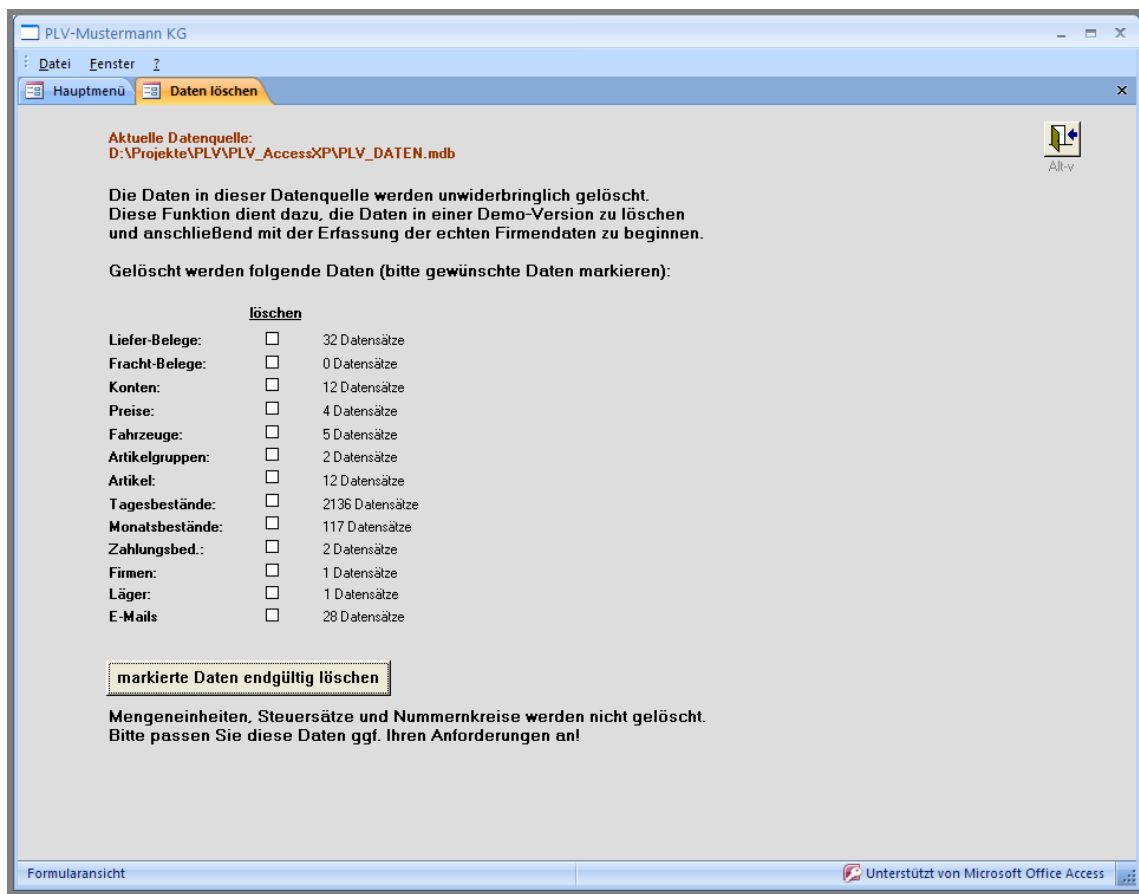 PLV-Mustermann KG
Datei Fenster ?
Hauptmenü Daten löschen
Aktuelle Datenquelle:
D:\Projekte\PLV\PLV_AccessXP\PLV_DATEN.mdb
Alt-v
Die Daten in dieser Datenquelle werden unwiderbringlich gelöscht.
Diese Funktion dient dazu, die Daten in einer Demo-Version zu löschen
und anschließend mit der Erfassung der echten Firmendaten zu beginnen.
Gelöscht werden folgende Daten (bitte gewünschte Daten markieren):
löschen
Liefer-Belege: 32 Datensätze
Fracht-Belege: 0 Datensätze
Konten: 12 Datensätze
Preise: 4 Datensätze
Fahrzeuge: 5 Datensätze
Artikelgruppen: 2 Datensätze
Artikel: 12 Datensätze
Tagesbestände: 2136 Datensätze
Monatsbestände: 117 Datensätze
Zahlungsbed.: 2 Datensätze
Firmen: 1 Datensätze
Läger: 1 Datensätze
E-Mails 28 Datensätze
markierte Daten endgültig löschen
Mengeneinheiten, Steuersätze und Nummernkreise werden nicht gelöscht.
Bitte passen Sie diese Daten ggf. Ihren Anforderungen an!
Formularansicht Unterstützt von Microsoft Office Access